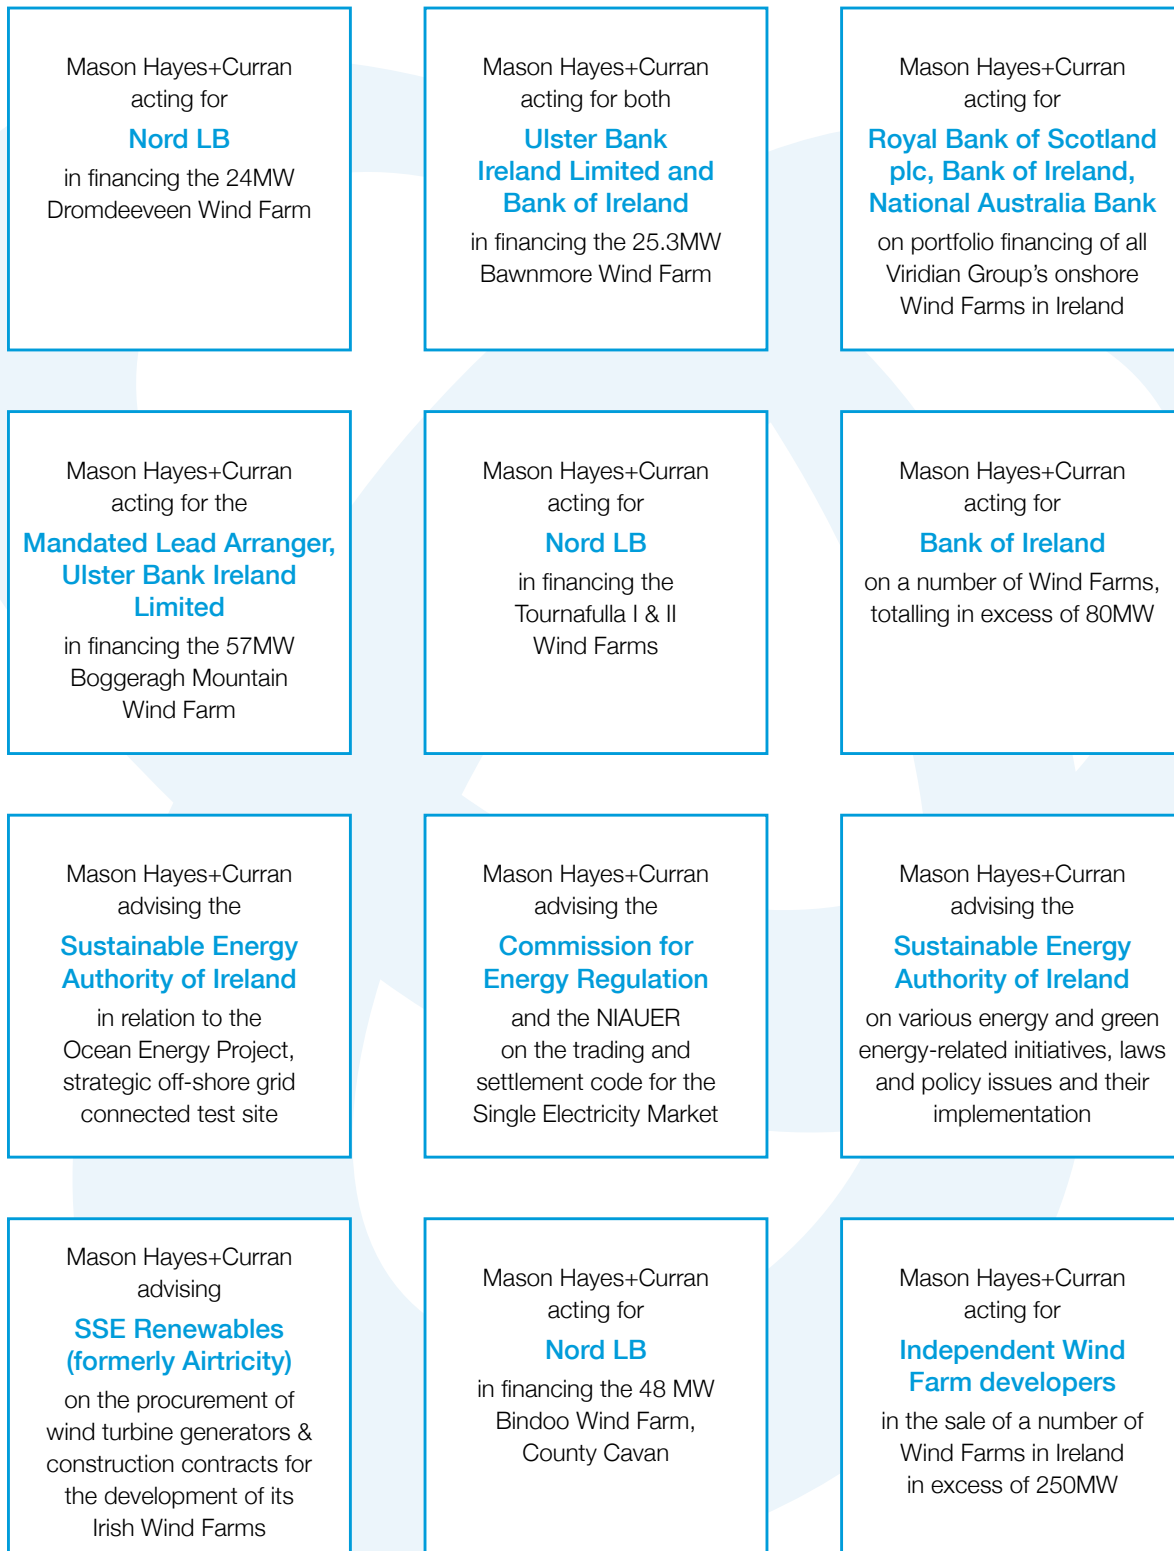 Mason Hayes+Curran
acting for
Nord LB
in financing the 24MW
Dromdeeveen Wind Farm
Mason Hayes+Curran
acting for both
Ulster Bank
Ireland Limited and
Bank of Ireland
in financing the 25.3MW
Bawnmore Wind Farm
Mason Hayes+Curran
acting for
Royal Bank of Scotland
plc, Bank of Ireland,
National Australia Bank
on portfolio financing of all
Viridian Group’s onshore
Wind Farms in Ireland
Mason Hayes+Curran
acting for the
Mandated Lead Arranger,
Ulster Bank Ireland
Limited
in financing the 57MW
Boggeragh Mountain
Wind Farm
Mason Hayes+Curran
acting for
Nord LB
in financing the
Tournafulla I & II
Wind Farms
Mason Hayes+Curran
acting for
Bank of Ireland
on a number of Wind Farms,
totalling in excess of 80MW
Mason Hayes+Curran
advising the
Sustainable Energy
Authority of Ireland
in relation to the
Ocean Energy Project,
strategic off-shore grid
connected test site
Mason Hayes+Curran
advising the
Commission for
Energy Regulation
and the NIAUER
on the trading and
settlement code for the
Single Electricity Market
Mason Hayes+Curran
advising the
Sustainable Energy
Authority of Ireland
on various energy and green
energy-related initiatives, laws
and policy issues and their
implementation
Mason Hayes+Curran
advising
SSE Renewables
(formerly Airtricity)
on the procurement of
wind turbine generators &
construction contracts for
the development of its
Irish Wind Farms
Mason Hayes+Curran
acting for
Nord LB
in financing the 48 MW
Bindoo Wind Farm,
County Cavan
Mason Hayes+Curran
acting for
Independent Wind
Farm developers
in the sale of a number of
Wind Farms in Ireland
in excess of 250MW